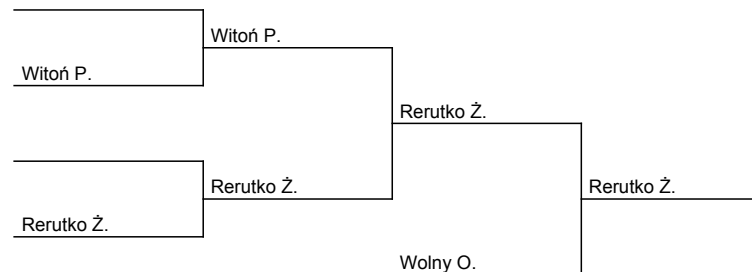 Witoń P.
Witoń P.
Rerutko Ż.
Rerutko Ż.
Rerutko Ż.
Rerutko Ż.
Wolny O.